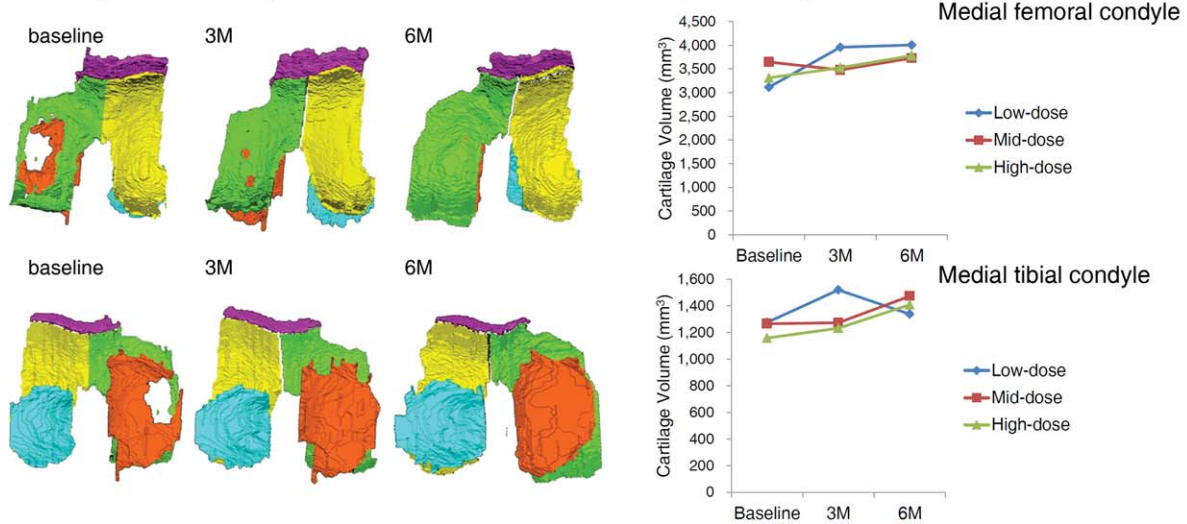 baseline 3M 6M
baseline 3M 6M
Medial femoral condyle
Cartilage Volume (mm³)
4,500
4,000
3,500
3,000
2,500
2,000
1,500
1,000
500
0
Baseline 3M 6M
Low-dose
Mid-dose
High-dose
Medial tibial condyle
Cartilage Volume (mm³)
1,600
1,400
1,200
1,000
800
600
400
200
0
Baseline 3M 6M
Low-dose
Mid-dose
High-dose